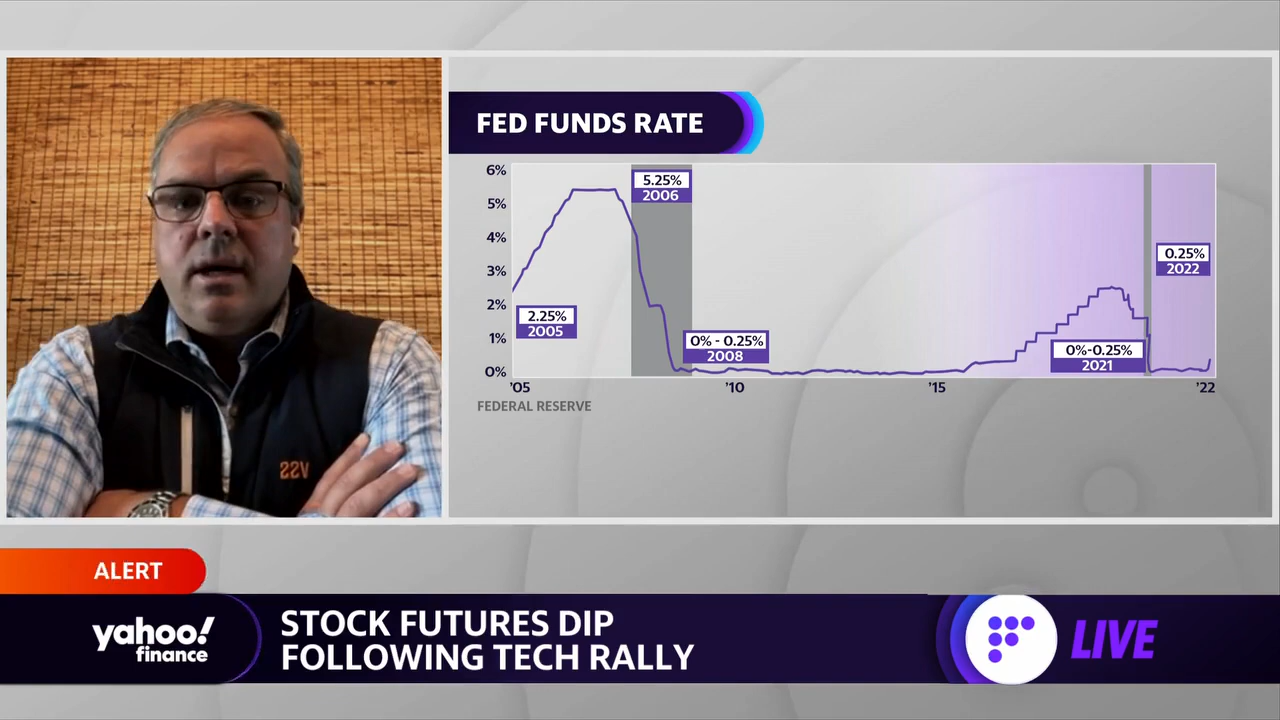 22V
FED FUNDS RATE
6%
5%
4%
3%
2%
1%
0%
5.25%
2006
2.25%
2005
0% - 0.25%
2008
0%-0.25%
2021
0.25%
2022
'05
'10
'15
'22
FEDERAL RESERVE
ALERT
yahoo!
finance
STOCK FUTURES DIP
FOLLOWING TECH RALLY
LIVE